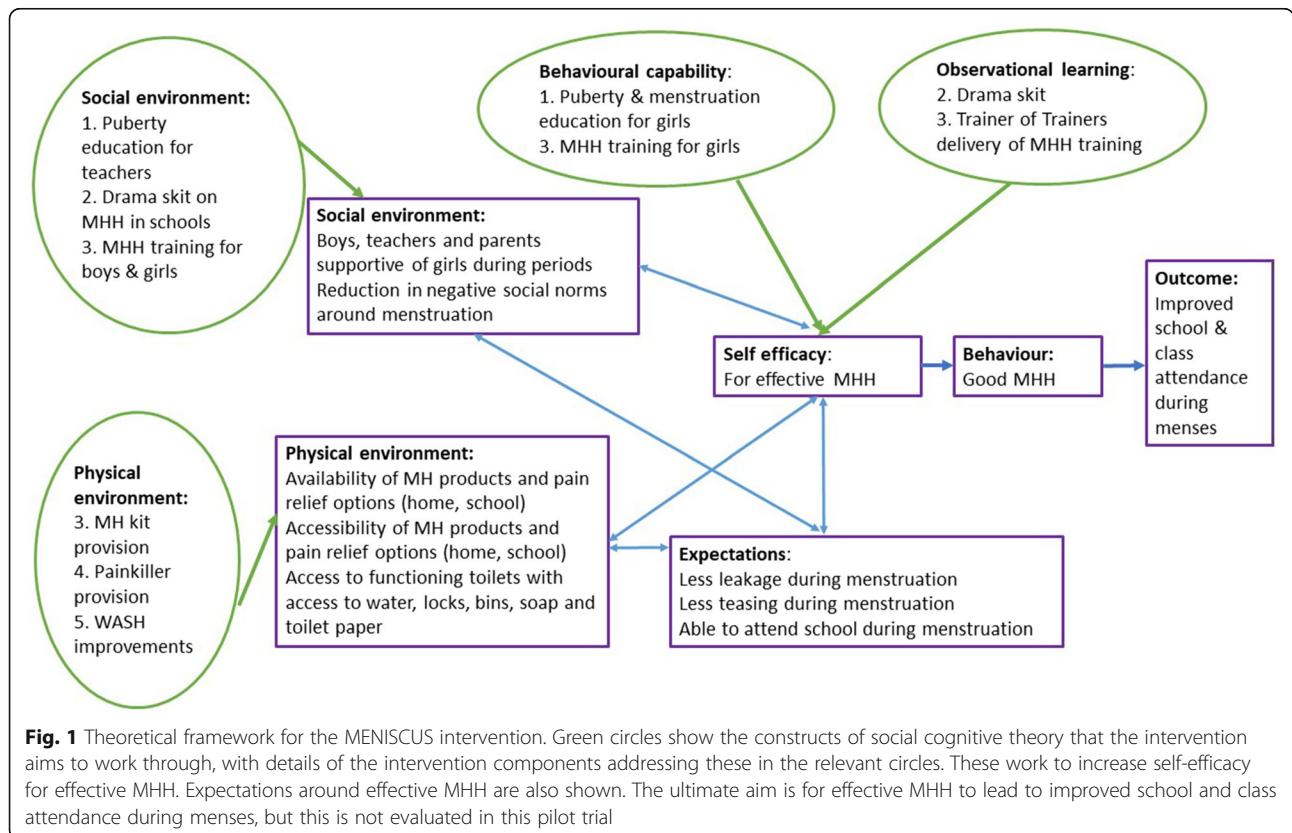 Social environment:
1. Puberty
education for
teachers
2. Drama skit on
MHH in schools
3. MHH training for
boys & girls
Behavioural capability:
1. Puberty & menstruation
education for girls
3. MHH training for girls
Observational learning:
2. Drama skit
3. Trainer of Trainers
delivery of MHH training
Social environment:
Boys, teachers and parents
supportive of girls during periods
Reduction in negative social norms
around menstruation
Self efficacy:
For effective MHH
Behaviour:
Good MHH
Outcome:
Improved
school &
class
attendance
during
menses
Physical
environment:
3. MH kit
provision
4. Painkiller
provision
5. WASH
improvements
Physical environment:
Availability of MH products and pain
relief options (home, school)
Accessibility of MH products and
pain relief options (home, school)
Access to functioning toilets with
access to water, locks, bins, soap and
toilet paper
Expectations:
Less leakage during menstruation
Less teasing during menstruation
Able to attend school during menstruation
Fig. 1 Theoretical framework for the MENISCUS intervention. Green circles show the constructs of social cognitive theory that the intervention
aims to work through, with details of the intervention components addressing these in the relevant circles. These work to increase self-efficacy
for effective MHH. Expectations around effective MHH are also shown. The ultimate aim is for effective MHH to lead to improved school and class
attendance during menses, but this is not evaluated in this pilot trial